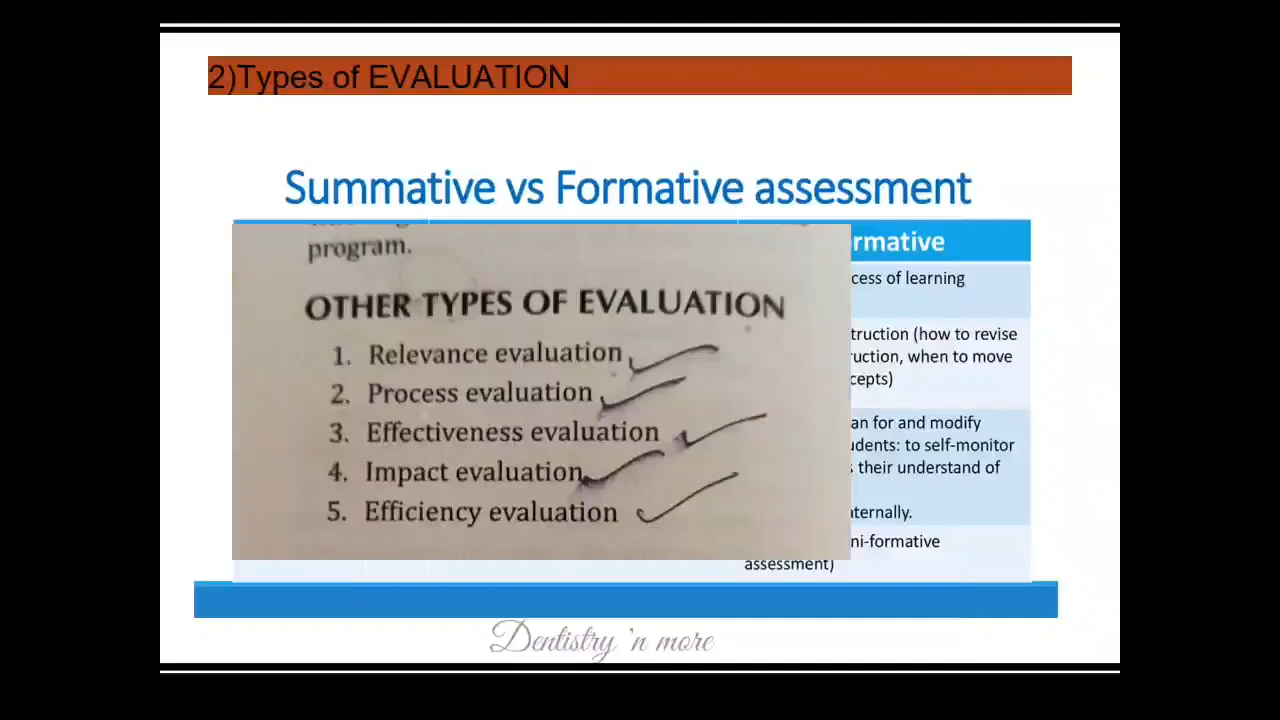 2)Types of EVALUATION
Summative vs Formative assessment
program.
OTHER TYPES OF EVALUATION
1. Relevance evaluation
2. Process evaluation
3. Effectiveness evaluation
4. Impact evaluation
5. Efficiency evaluation
rmative
cess of learning
truction (how to revise
ruction, when to move
cepts)
an for and modify
udents: to self-monitor
their understand of
ternally.
ni-formative
assessment)
Dentistry 'n more